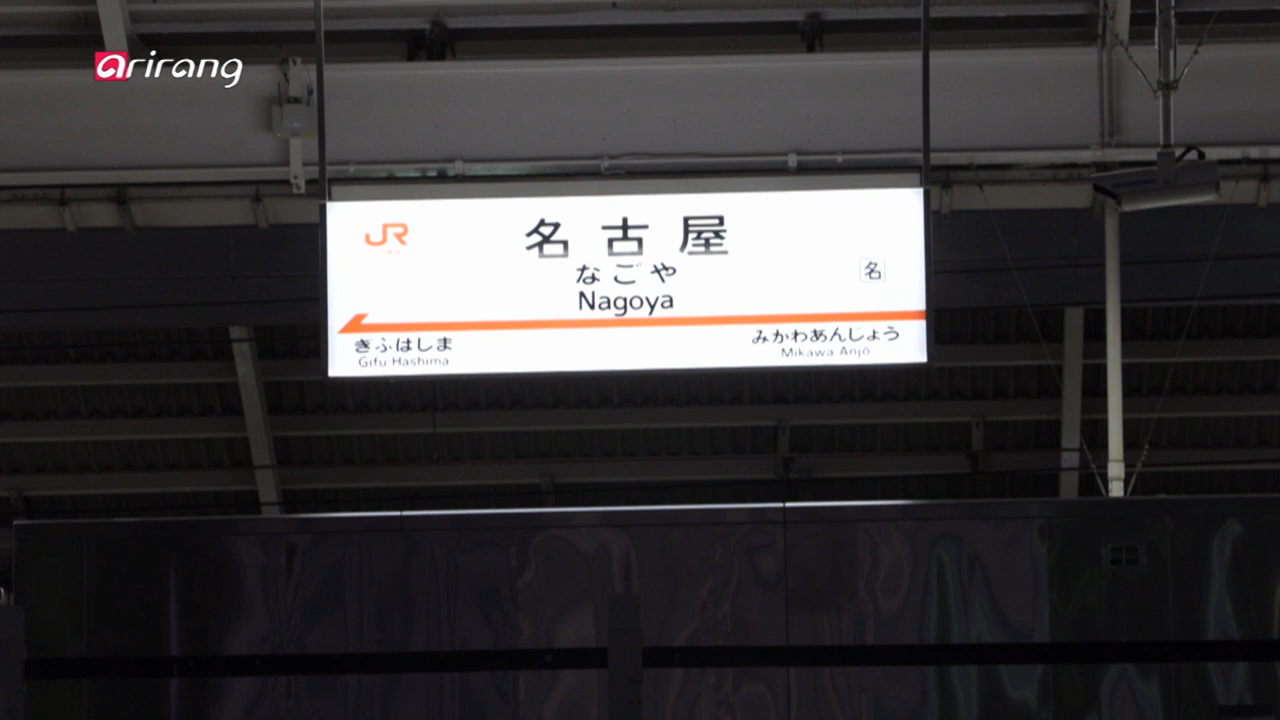 arirang
JR
名古屋
なごや
名
Nagoya
ぎふはしま
みかわあんじょう
Gifu-Hashima
Mikawa-Anjō